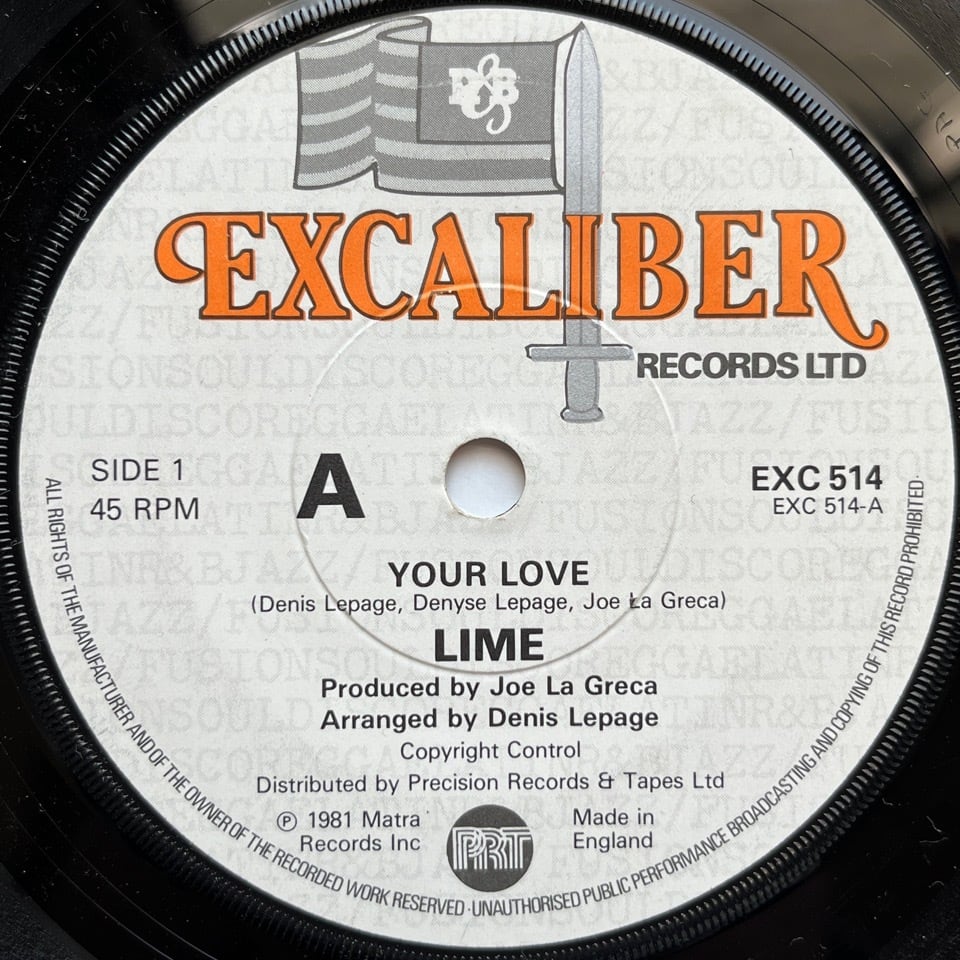 EXCALIBER
RECORDS LTD
SIDE 1
45 RPM
A
EXC 514
EXC 514-A
YOUR LOVE
(Denis Lepage, Denyse Lepage, Joe La Greca)
LIME
Produced by Joe La Greca
Arranged by Denis Lepage
Copyright Control
Distributed by Precision Records & Tapes Ltd
℗ 1981 Matra
Records Inc
PRT
Made in
England
ALL RIGHTS OF THE MANUFACTURER AND OF THE OWNER OF THE RECORDED WORK RESERVED · UNAUTHORISED PUBLIC PERFORMANCE BROADCASTING AND COPYING OF THIS RECORD PROHIBITED ·